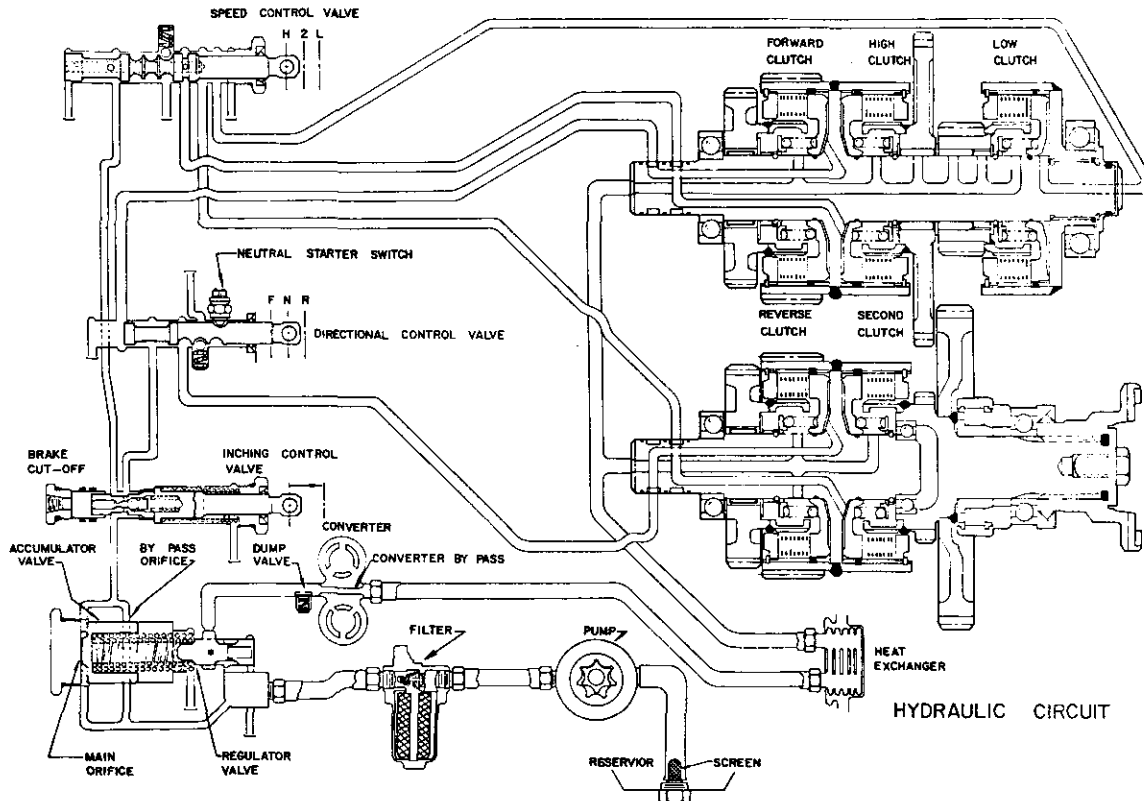 SPEED CONTROL VALVE
H 2 L
FORWARD
CLUTCH
HIGH
CLUTCH
LOW
CLUTCH
NEUTRAL STARTER SWITCH
F N R
DIRECTIONAL CONTROL VALVE
REVERSE
CLUTCH
SECOND
CLUTCH
BRAKE
CUT-OFF
INCHING CONTROL
VALVE
CONVERTER
ACCUMULATOR
VALVE
BY PASS
ORIFICE
DUMP
VALVE
CONVERTER BY PASS
FILTER
PUMP
HEAT
EXCHANGER
HYDRAULIC CIRCUIT
MAIN
ORIFICE
REGULATOR
VALVE
RESERVIOR
SCREEN